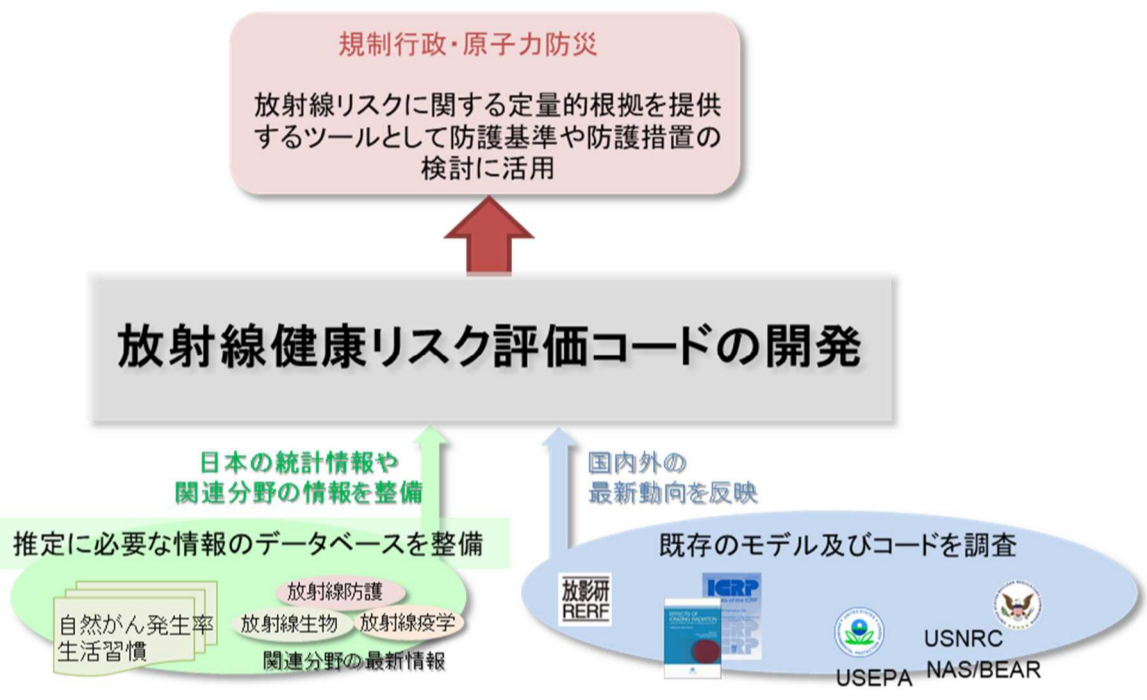 規制行政・原子力防災
放射線リスクに関する定量的根拠を提供
するツールとして防護基準や防護措置の
検討に活用
放射線健康リスク評価コードの開発
日本の統計情報や
関連分野の情報を整備
国内外の
最新動向を反映
推定に必要な情報のデータベースを整備
自然がん発生率
生活習慣
放射線防護
放射線生物
放射線疫学
関連分野の最新情報
既存のモデル及びコードを調査
放影研
RERF
ICRP
EFFECTS OF
IONIZING RADIATION
USEPA
USNRC
NAS/BEAR